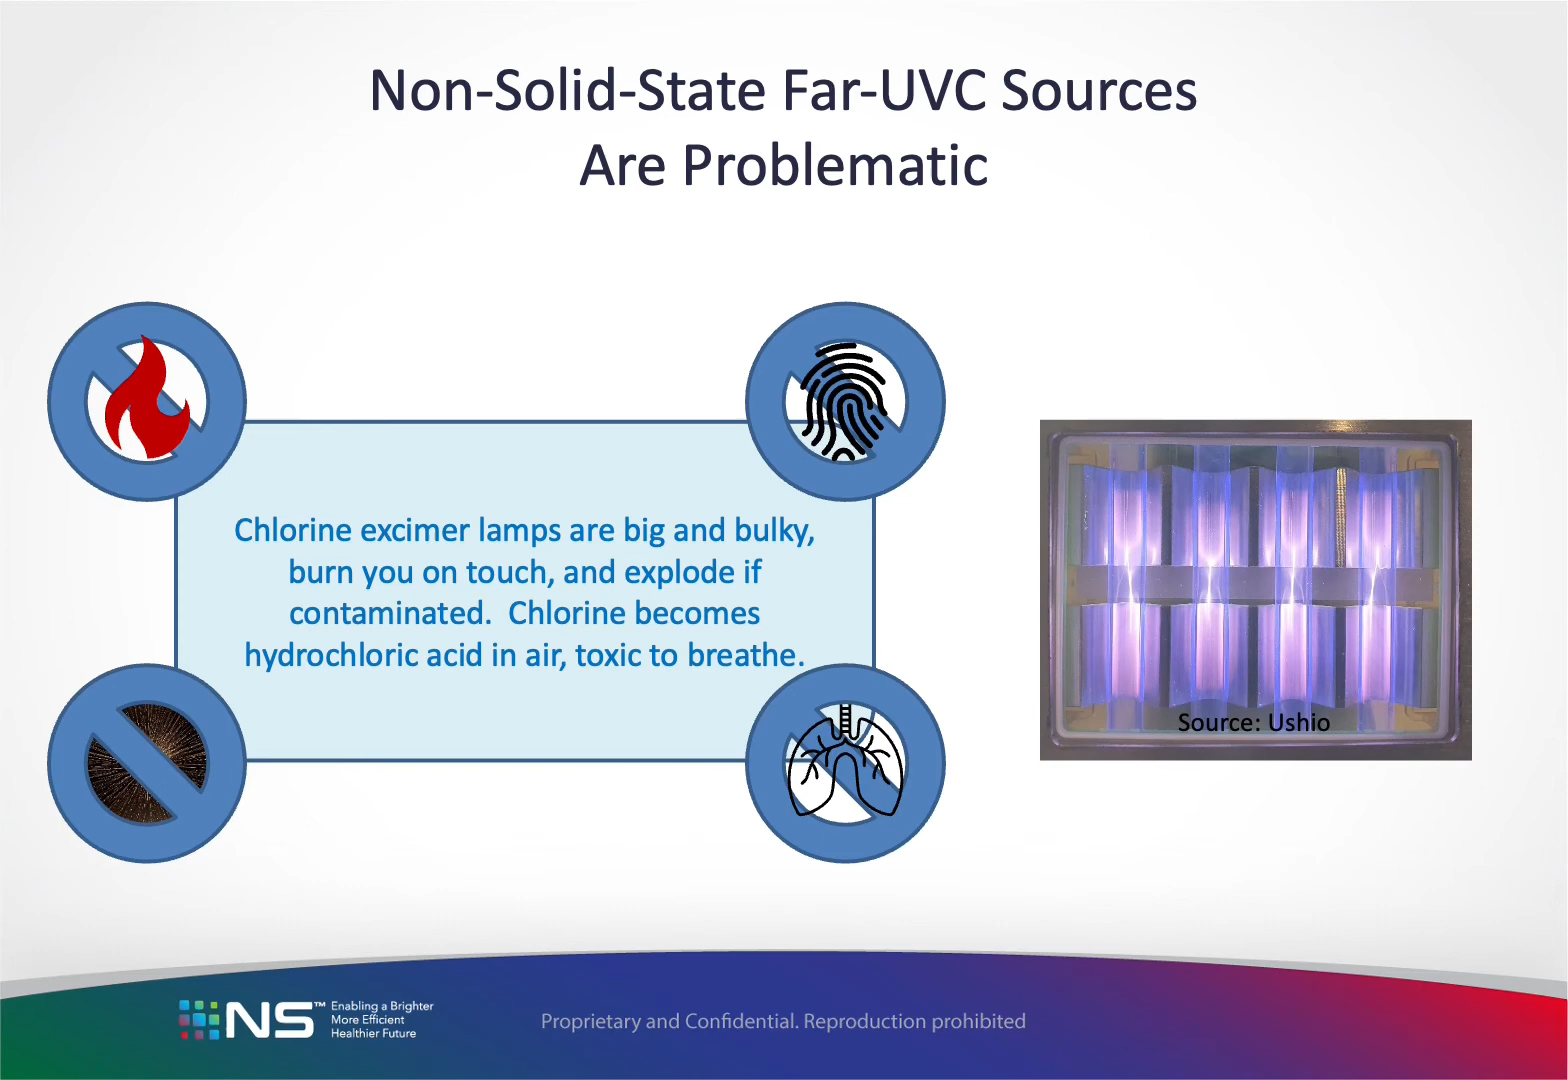 Non-Solid-State Far-UVC Sources
Are Problematic
Chlorine excimer lamps are big and bulky,
burn you on touch, and explode if
contaminated.  Chlorine becomes
hydrochloric acid in air, toxic to breathe.
Source: Ushio
NS™
Enabling a Brighter
More Efficient
Healthier Future
Proprietary and Confidential. Reproduction prohibited